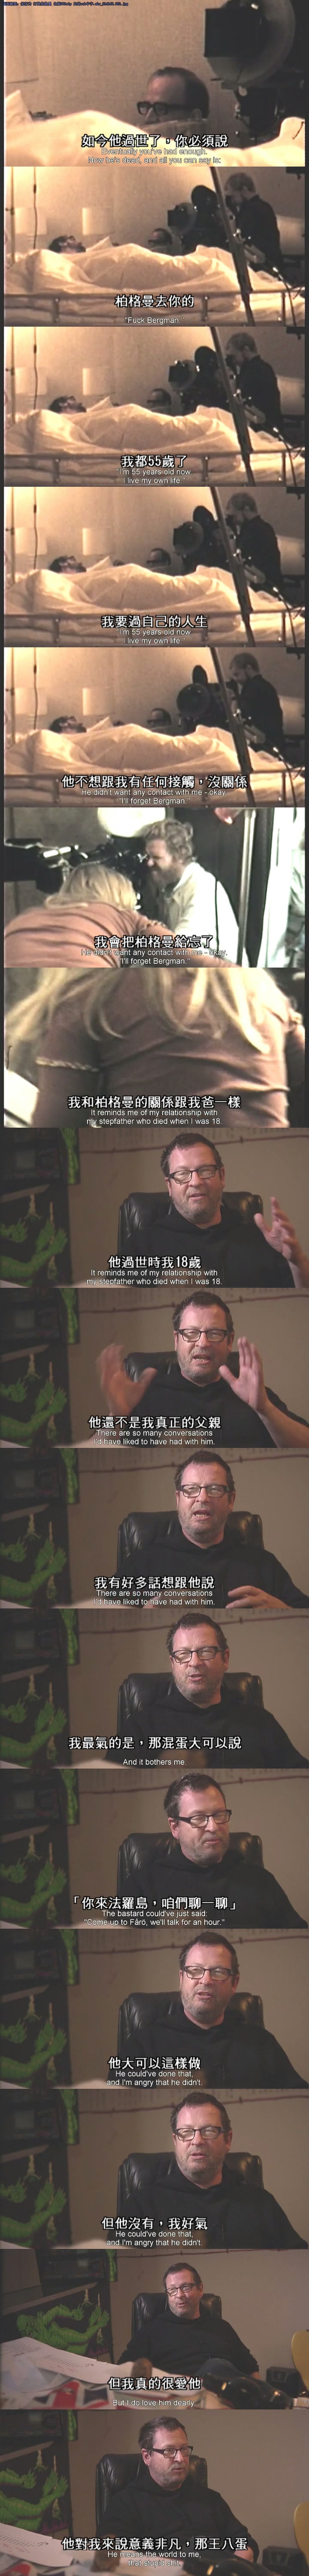 如今他過世了，你必須說
Eventually you've had enough.
Now he's dead, and all you can say is:
柏格曼去你的
"Fuck Bergman."
我都55歲了
"I'm 55 years old now
I live my own life."
我要過自己的人生
"I'm 55 years old now
I live my own life."
他不想跟我有任何接觸，沒關係
He didn't want any contact with me - okay.
"I'll forget Bergman."
我會把柏格曼給忘了
He didn't want any contact with me - okay.
"I'll forget Bergman."
我和柏格曼的關係跟我爸一樣
It reminds me of my relationship with
my stepfather who died when I was 18.
他過世時我18歲
It reminds me of my relationship with
my stepfather who died when I was 18.
他還不是我真正的父親
There are so many conversations
I'd have liked to have had with him.
我有好多話想跟他說
There are so many conversations
I'd have liked to have had with him.
我最氣的是，那混蛋大可以說
And it bothers me
「你來法羅島，咱們聊一聊」
The bastard could've just said:
"Come up to Fårö, we'll talk for an hour."
他大可以這樣做
He could've done that,
and I'm angry that he didn't.
但他沒有，我好氣
He could've done that,
and I'm angry that he didn't.
但我真的很愛他
But I do love him dearly.
他對我來說意義非凡，那王八蛋
He means the world to me,